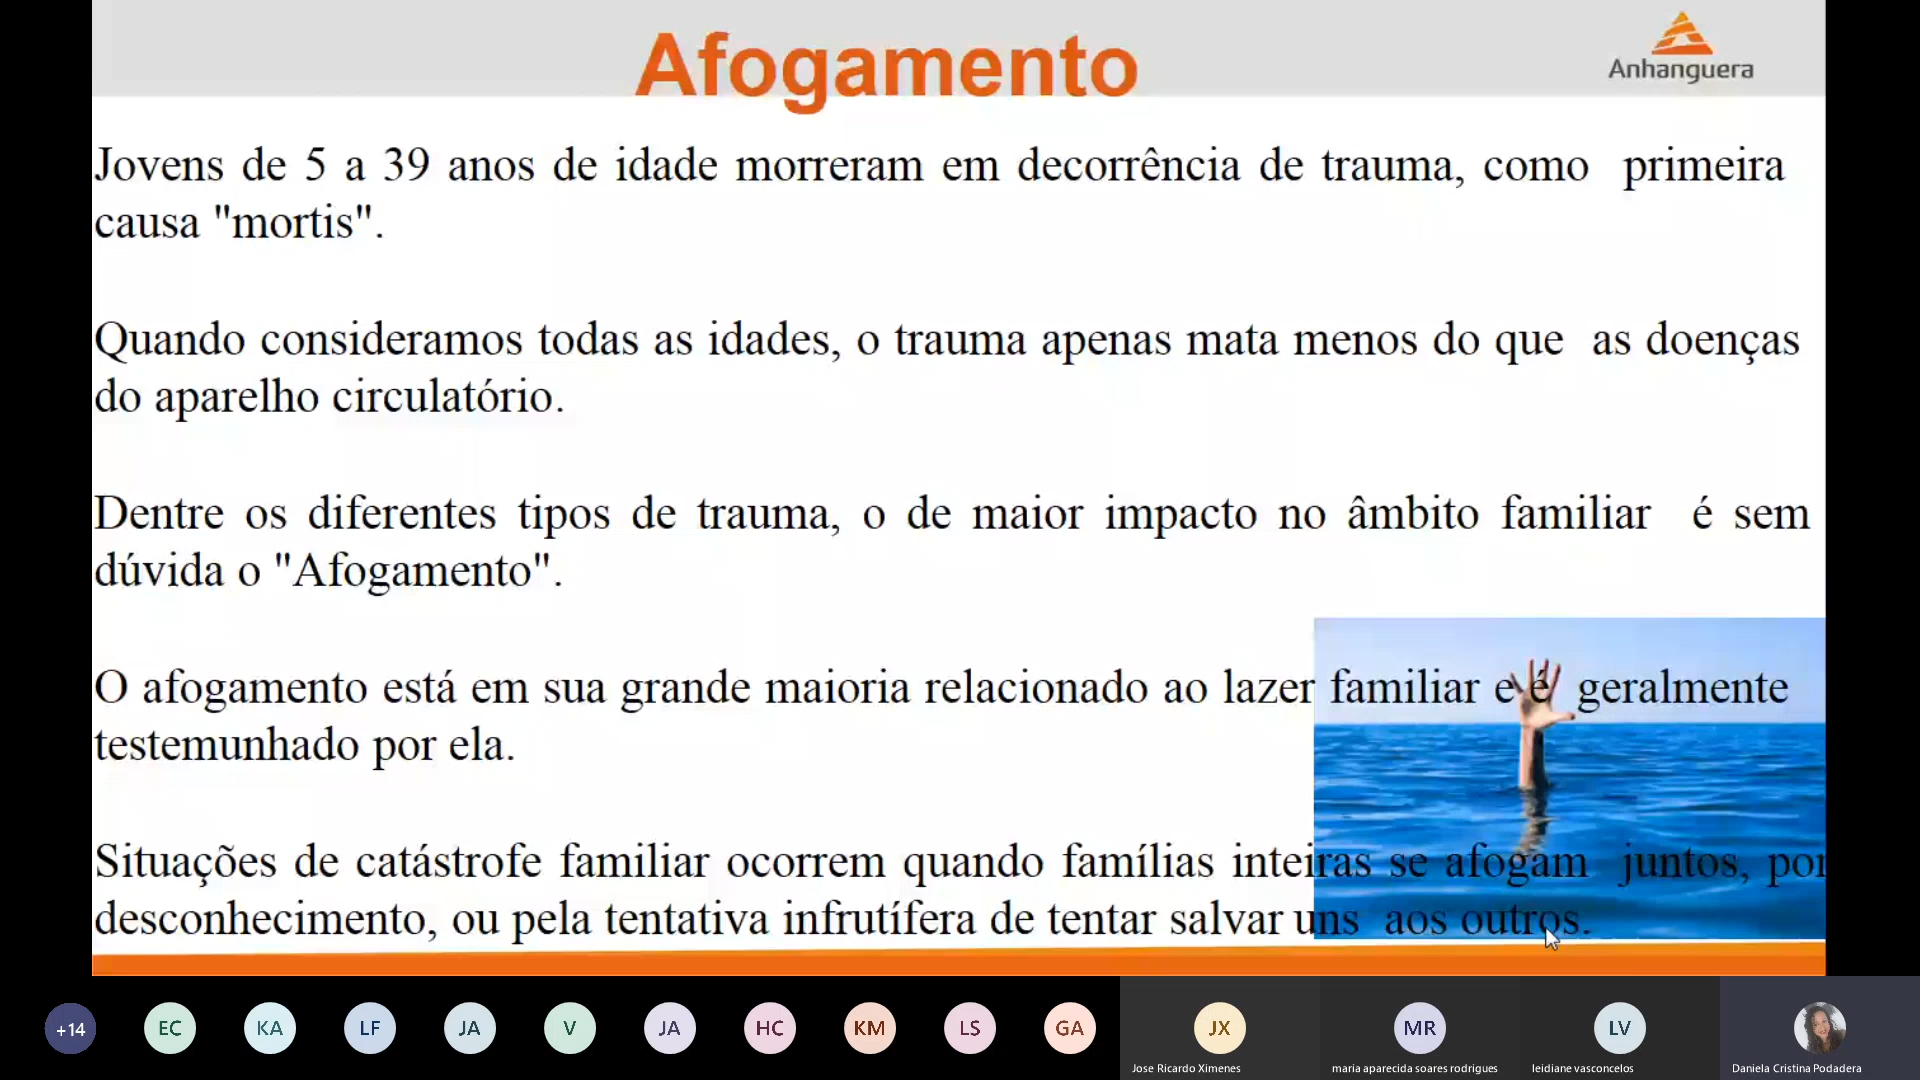 Afogamento
Anhanguera
Jovens de 5 a 39 anos de idade morreram em decorrência de trauma, como primeira
causa "mortis".
Quando consideramos todas as idades, o trauma apenas mata menos do que as doenças
do aparelho circulatório.
Dentre os diferentes tipos de trauma, o de maior impacto no âmbito familiar é sem
dúvida o "Afogamento".
O afogamento está em sua grande maioria relacionado ao lazer familiar e é geralmente
testemunhado por ela.
Situações de catástrofe familiar ocorrem quando famílias inteiras se afogam juntos, por
desconhecimento, ou pela tentativa infrutífera de tentar salvar uns aos outros.
+14 EC KA LF JA V JA HC KM LS GA JX MR LV
Jose Ricardo Ximenes maria aparecida soares rodrigues leidiane vasconcelos Daniela Cristina Podadera